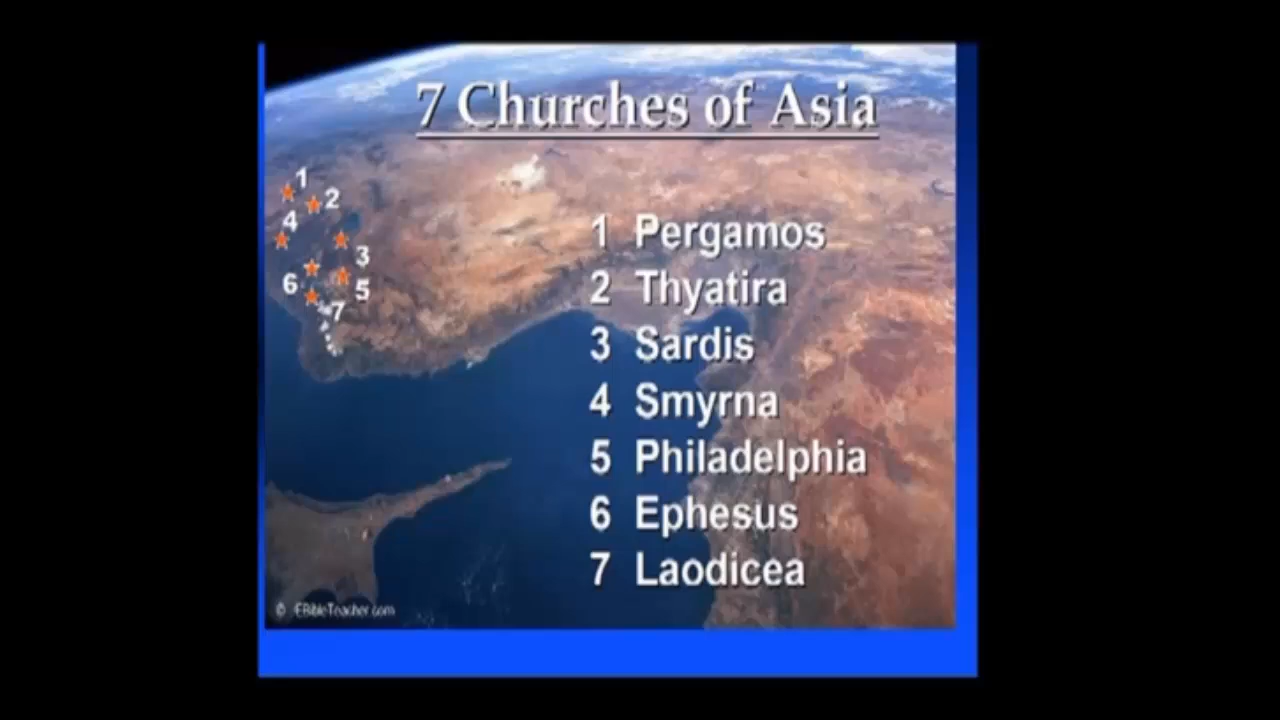 7 Churches of Asia
1
2
4
3
6
5
7
1 Pergamos
2 Thyatira
3 Sardis
4 Smyrna
5 Philadelphia
6 Ephesus
7 Laodicea
© EBibleTeacher.com